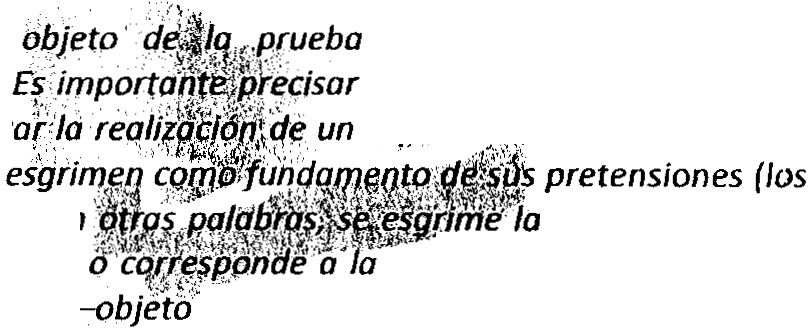 objeto de la prueba
Es importante precisar
ar la realización de un
esgrimen como fundamento de sus pretensiones (los
otras palabras, se esgrime la
o corresponde a la
–objeto